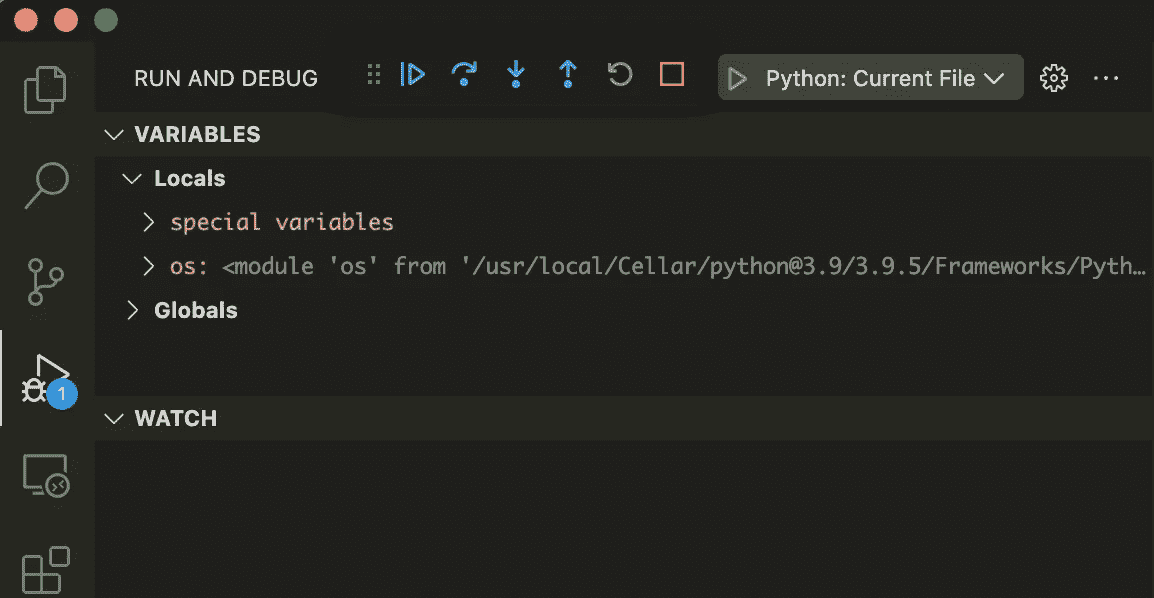 RUN AND DEBUG
Python: Current File
VARIABLES
Locals
special variables
os: <module 'os' from '/usr/local/Cellar/python@3.9/3.9.5/Frameworks/Pyth…
Globals
1
WATCH